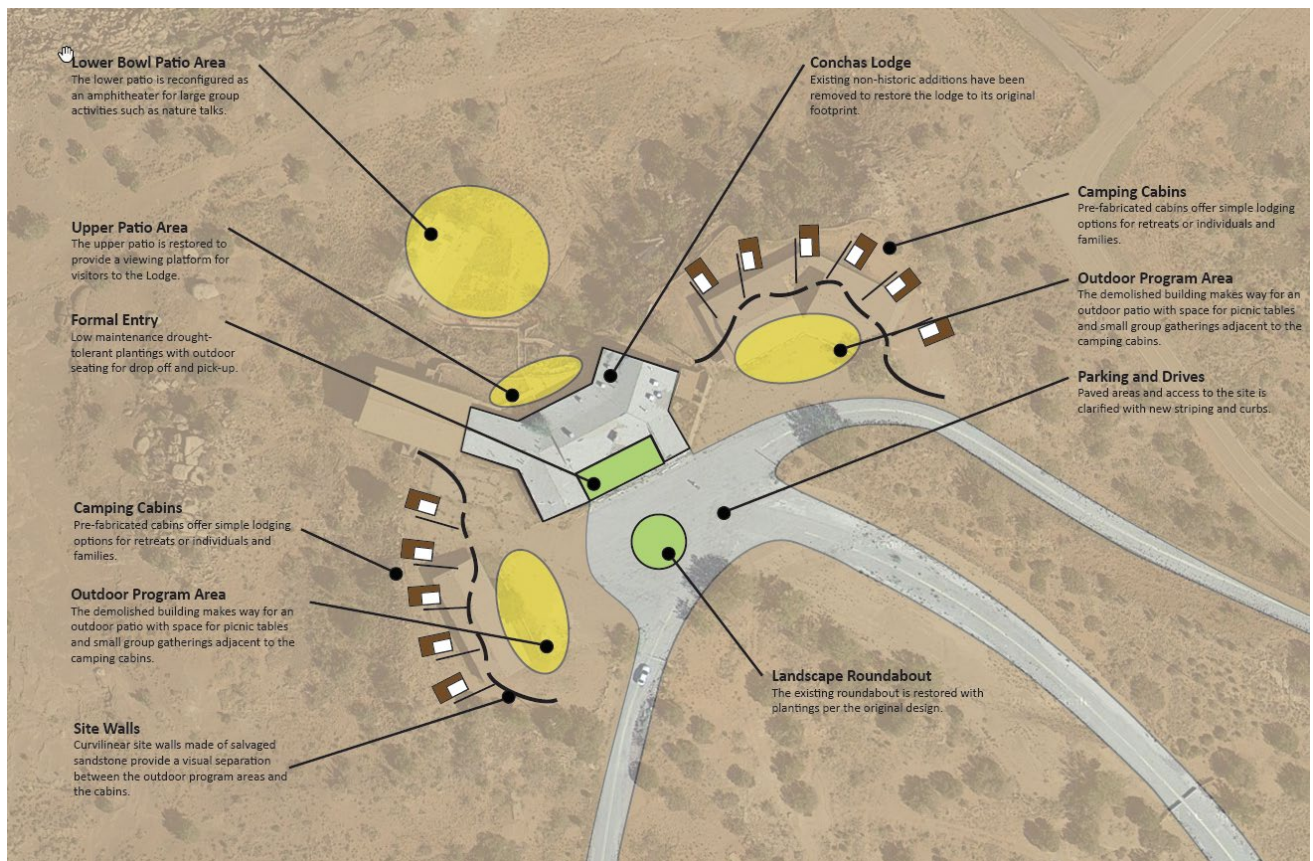 Lower Bowl Patio Area
The lower patio is reconfigured as
an amphitheater for large group
activities such as nature talks.
Upper Patio Area
The upper patio is restored to
provide a viewing platform for
visitors to the Lodge.
Formal Entry
Low maintenance drought-
tolerant plantings with outdoor
seating for drop off and pick-up.
Camping Cabins
Pre-fabricated cabins offer simple lodging
options for retreats or individuals and
families.
Outdoor Program Area
The demolished building makes way for an
outdoor patio with space for picnic tables
and small group gatherings adjacent to the
camping cabins.
Site Walls
Curvilinear site walls made of salvaged
sandstone provide a visual separation
between the outdoor program areas and
the cabins.
Conchas Lodge
Existing non-historic additions have been
removed to restore the lodge to its original
footprint.
Camping Cabins
Pre-fabricated cabins offer simple lodging
options for retreats or individuals and
families.
Outdoor Program Area
The demolished building makes way for an
outdoor patio with space for picnic tables
and small group gatherings adjacent to the
camping cabins.
Parking and Drives
Paved areas and access to the site is
clarified with new striping and curbs.
Landscape Roundabout
The existing roundabout is restored with
plantings per the original design.